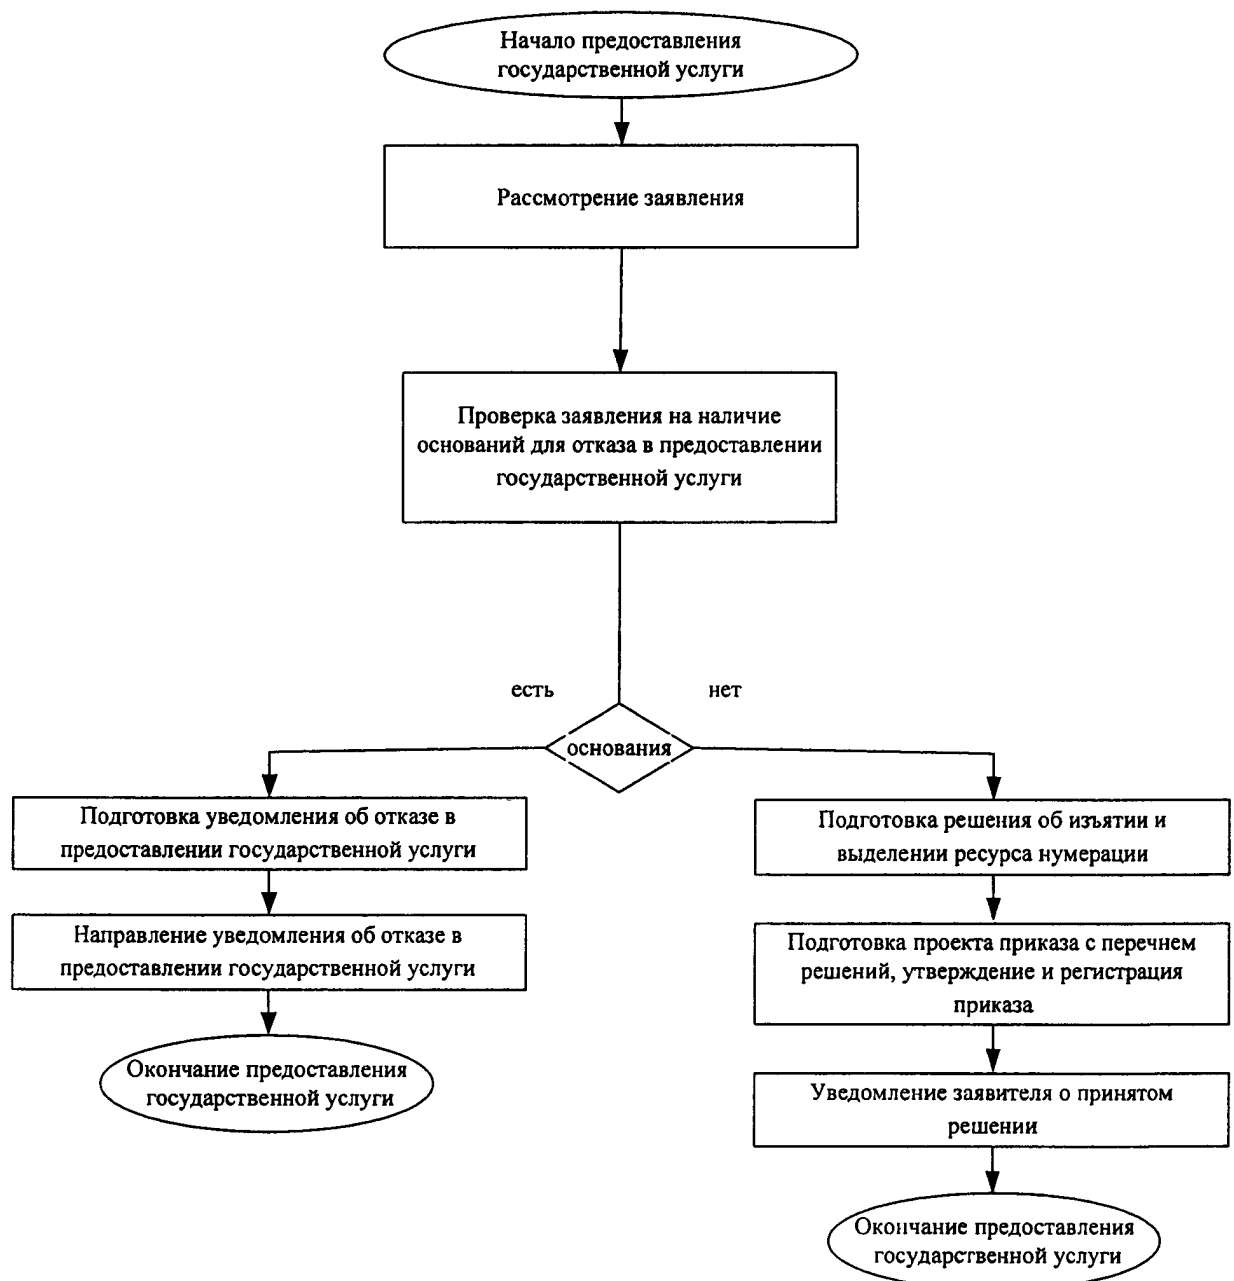 Начало предоставления
государственной услуги
Рассмотрение заявления
Проверка заявления на наличие
оснований для отказа в предоставлении
государственной услуги
есть
нет
основания
Подготовка уведомления об отказе в
предоставлении государственной услуги
Направление уведомления об отказе в
предоставлении государственной услуги
Окончание предоставления
государственной услуги
Подготовка решения об изъятии и
выделении ресурса нумерации
Подготовка проекта приказа с перечнем
решений, утверждение и регистрация
приказа
Уведомление заявителя о принятом
решении
Окончание предоставления
государственной услуги